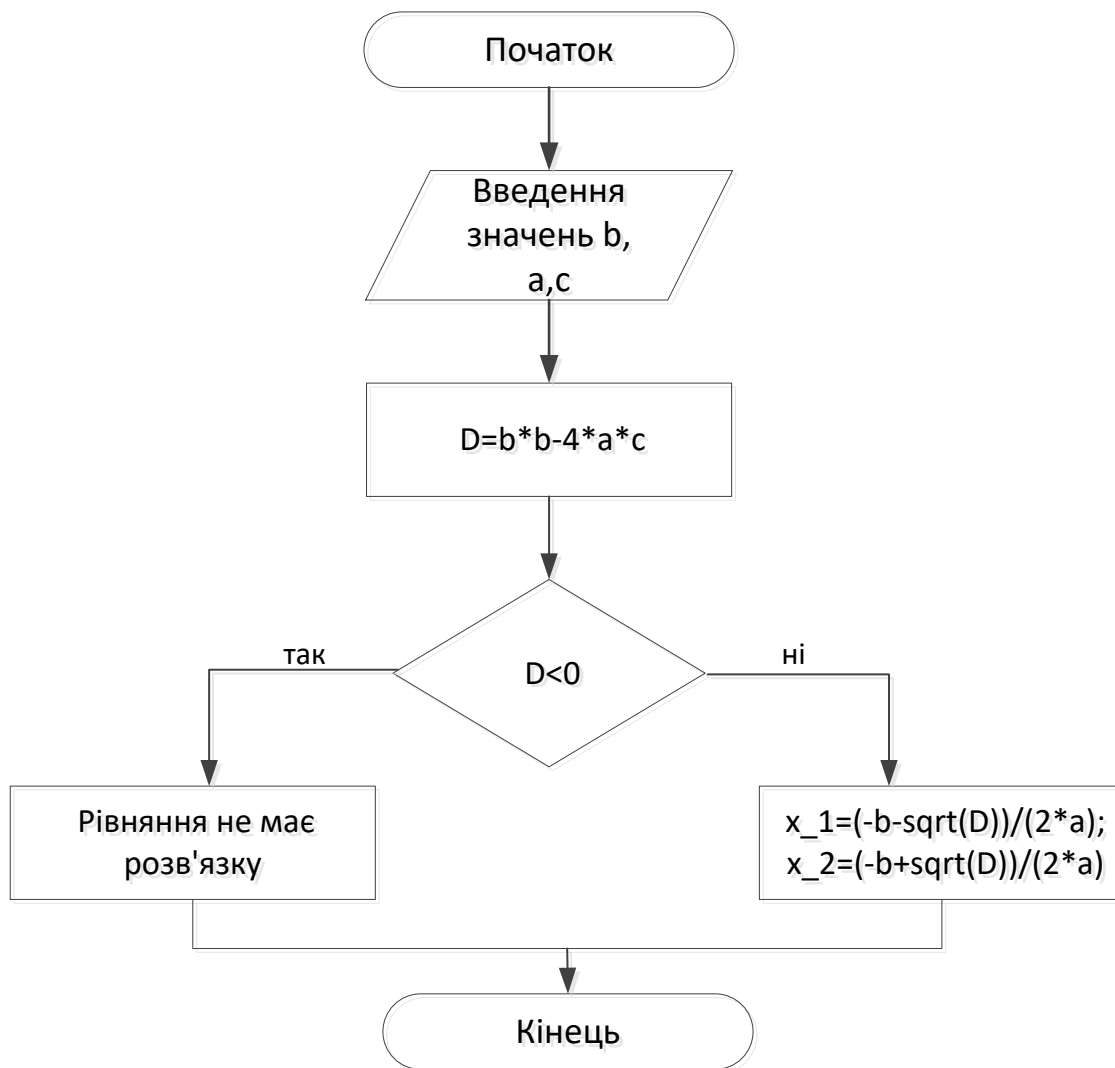 Початок
Введення
значень b,
a,c
D=b*b-4*a*c
так
ні
D<0
Рівняння не має
розв'язку
x_1=(-b-sqrt(D))/(2*a);
x_2=(-b+sqrt(D))/(2*a)
Кінець